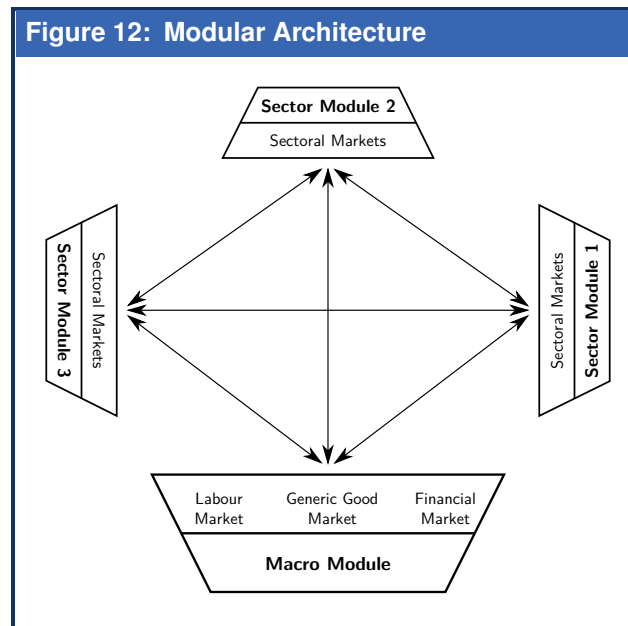 Figure 12: Modular Architecture
Sector Module 2
Sectoral Markets
Sector Module 3
Sectoral Markets
Sectoral Markets
Sector Module 1
Labour
Market
Generic Good
Market
Financial
Market
Macro Module